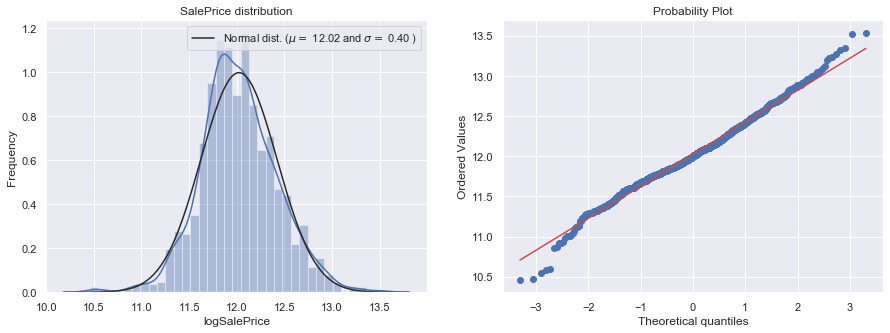 SalePrice distribution
Normal dist. (μ = 12.02 and σ = 0.40 )
Frequency
1.2
1.0
0.8
0.6
0.4
0.2
0.0
10.0 10.5 11.0 11.5 12.0 12.5 13.0 13.5
logSalePrice
Probability Plot
Ordered Values
13.5
13.0
12.5
12.0
11.5
11.0
10.5
−3 −2 −1 0 1 2 3
Theoretical quantiles